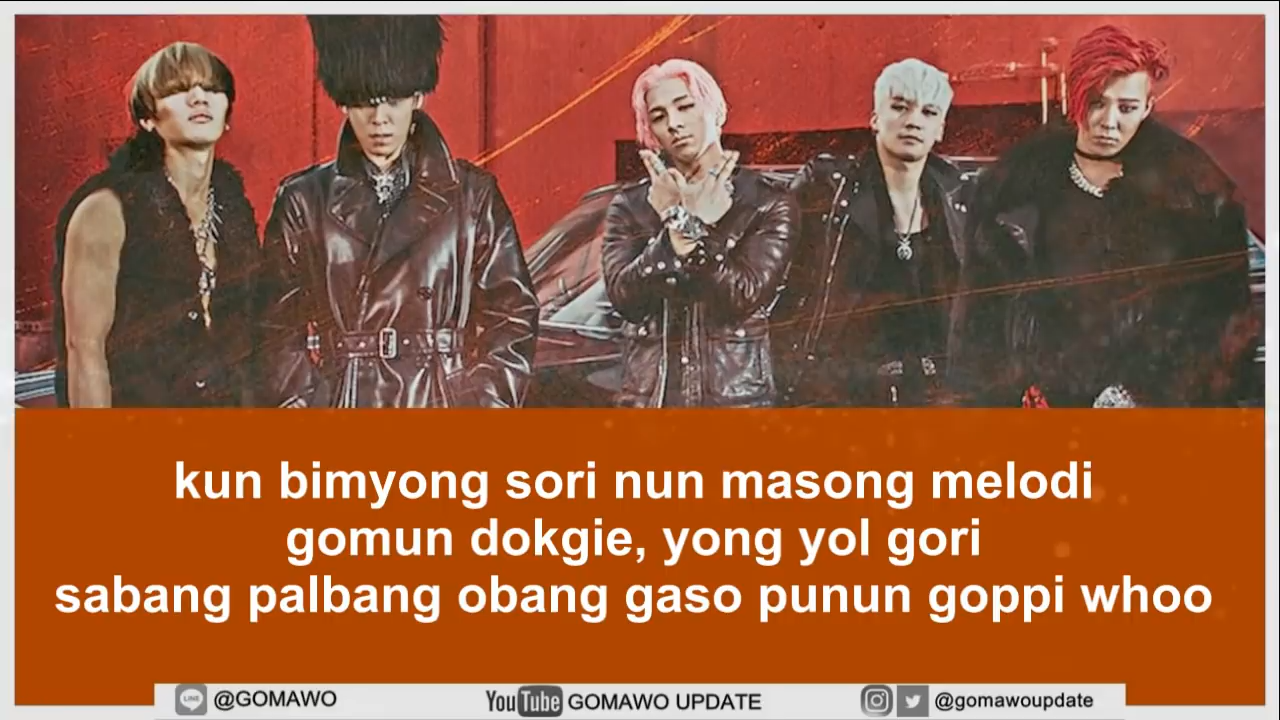 kun bimyong sori nun masong melodi
gomun dokgie, yong yol gori
sabang palbang obang gaso punun goppi whoo
LINE @GOMAWO YouTube GOMAWO UPDATE @gomawoupdate